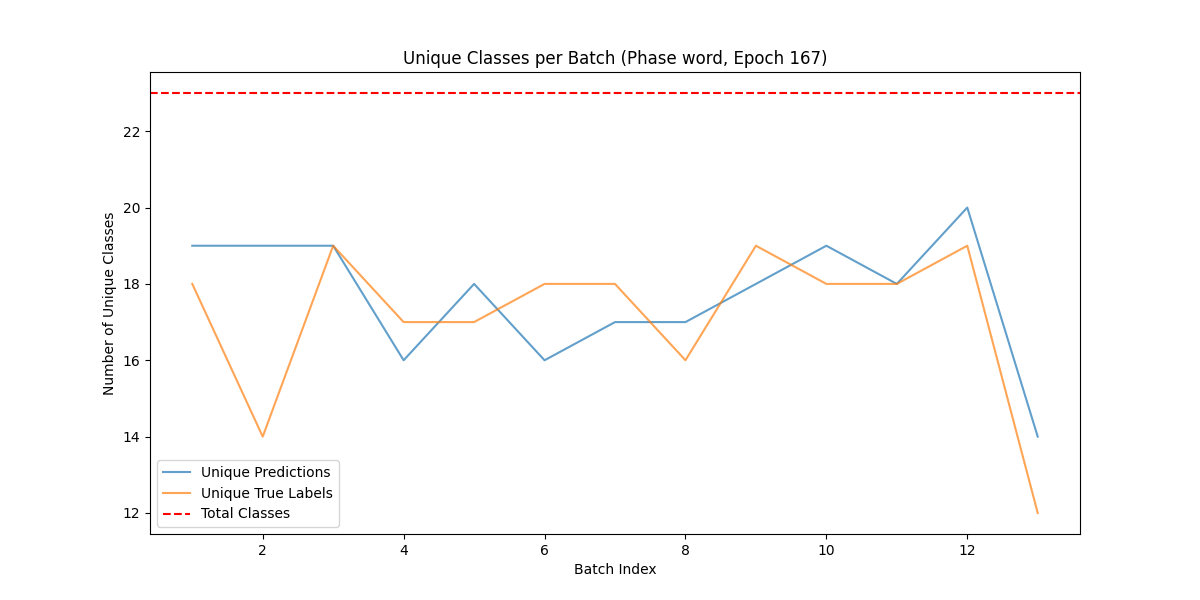 Unique Classes per Batch (Phase word, Epoch 167)
Number of Unique Classes
22
20
18
16
14
12
Unique Predictions
Unique True Labels
Total Classes
2
4
6
8
10
12
Batch Index